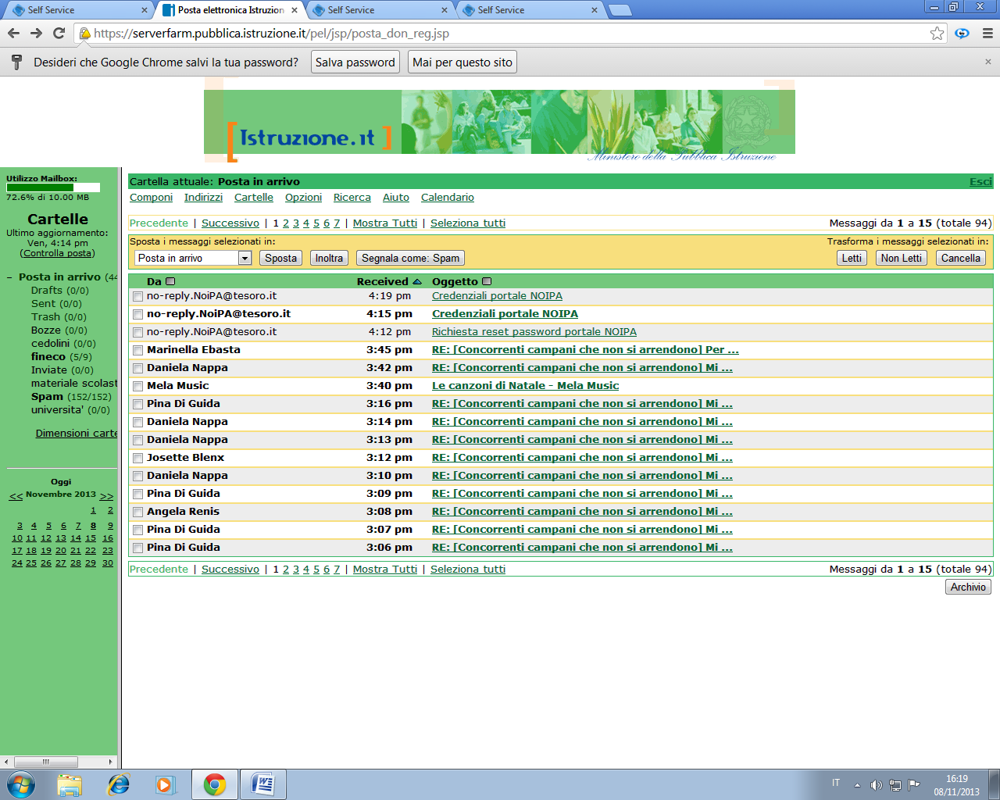 Self Service
Posta elettronica Istruzion
Self Service
Self Service
https://serverfarm.pubblica.istruzione.it/pel/jsp/posta_don_reg.jsp
Desideri che Google Chrome salvi la tua password? Salva password Mai per questo sito
[Istruzione.it]
Ministero della Pubblica Istruzione
Utilizzo Mailbox:
72.6% di 10.00 MB
Cartelle
Ultimo aggiornamento:
Ven, 4:14 pm
(Controlla posta)
– Posta in arrivo (44
Drafts (0/0)
Sent (0/0)
Trash (0/0)
Bozze (0/0)
cedolini (0/0)
fineco (5/9)
Inviate (0/0)
materiale scolast
Spam (152/152)
universita' (0/0)
Dimensioni carte
Oggi
<< Novembre 2013 >>
1 2
3 4 5 6 7 8 9
10 11 12 13 14 15 16
17 18 19 20 21 22 23
24 25 26 27 28 29 30
Cartella attuale: Posta in arrivo Esci
Componi Indirizzi Cartelle Opzioni Ricerca Aiuto Calendario
Precedente | Successivo | 1 2 3 4 5 6 7 | Mostra Tutti | Seleziona tutti Messaggi da 1 a 15 (totale 94)
Sposta i messaggi selezionati in: Trasforma i messaggi selezionati in:
Posta in arrivo Sposta Inoltra Segnala come: Spam Letti Non Letti Cancella
Da Received Oggetto
no-reply.NoiPA@tesoro.it 4:19 pm Credenziali portale NOIPA
no-reply.NoiPA@tesoro.it 4:15 pm Credenziali portale NOIPA
no-reply.NoiPA@tesoro.it 4:12 pm Richiesta reset password portale NOIPA
Marinella Ebasta 3:45 pm RE: [Concorrenti campani che non si arrendono] Per ...
Daniela Nappa 3:42 pm RE: [Concorrenti campani che non si arrendono] Mi ...
Mela Music 3:40 pm Le canzoni di Natale - Mela Music
Pina Di Guida 3:16 pm RE: [Concorrenti campani che non si arrendono] Mi ...
Daniela Nappa 3:14 pm RE: [Concorrenti campani che non si arrendono] Mi ...
Daniela Nappa 3:13 pm RE: [Concorrenti campani che non si arrendono] Mi ...
Josette Blenx 3:12 pm RE: [Concorrenti campani che non si arrendono] Mi ...
Daniela Nappa 3:10 pm RE: [Concorrenti campani che non si arrendono] Mi ...
Pina Di Guida 3:09 pm RE: [Concorrenti campani che non si arrendono] Mi ...
Angela Renis 3:08 pm RE: [Concorrenti campani che non si arrendono] Mi ...
Pina Di Guida 3:07 pm RE: [Concorrenti campani che non si arrendono] Mi ...
Pina Di Guida 3:06 pm RE: [Concorrenti campani che non si arrendono] Mi ...
Precedente | Successivo | 1 2 3 4 5 6 7 | Mostra Tutti | Seleziona tutti Messaggi da 1 a 15 (totale 94)
Archivio
IT 16:19
08/11/2013